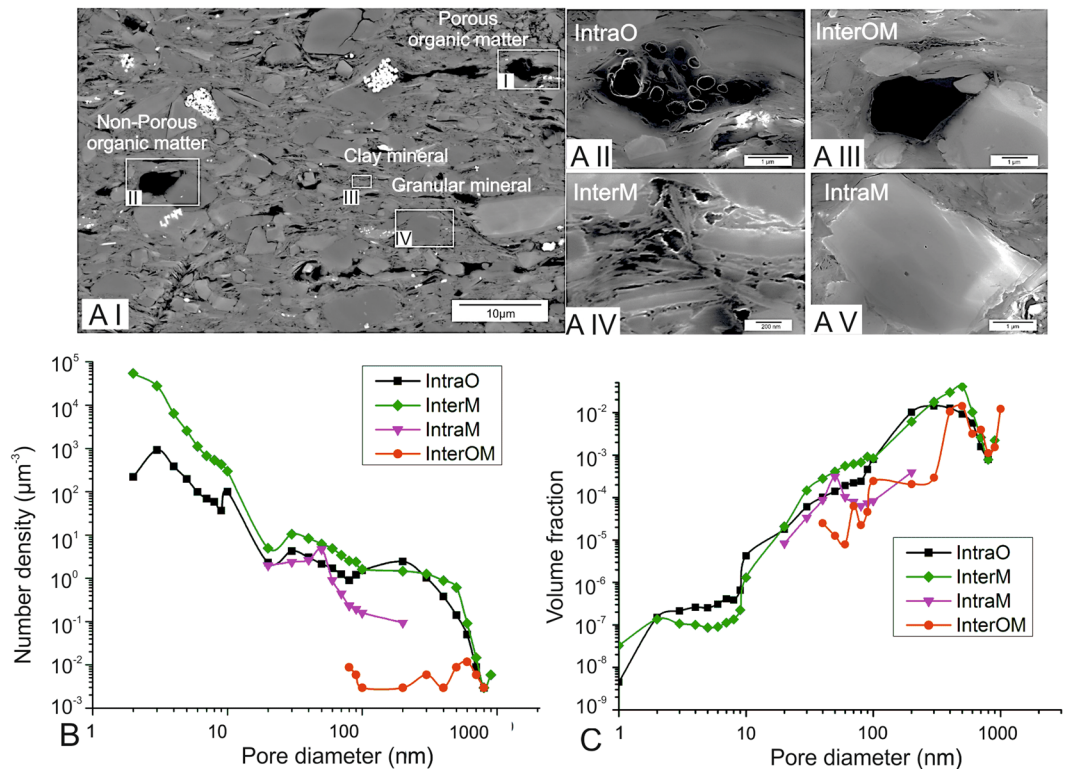 Porous
organic matter
I
Non-Porous
organic matter
II
Clay mineral
III
Granular mineral
IV
10µm
A I
IntraO
1 µm
A II
InterOM
1 µm
A III
InterM
200 nm
A IV
IntraM
1 µm
A V
10⁵
10⁴
10³
10²
10¹
10⁰
10⁻¹
10⁻²
10⁻³
Number density (µm⁻³)
IntraO
InterM
IntraM
InterOM
1
10
100
1000
Pore diameter (nm)
B
10⁻²
10⁻³
10⁻⁴
10⁻⁵
10⁻⁶
10⁻⁷
10⁻⁸
10⁻⁹
Volume fraction
IntraO
InterM
IntraM
InterOM
1
10
100
1000
Pore diameter (nm)
C